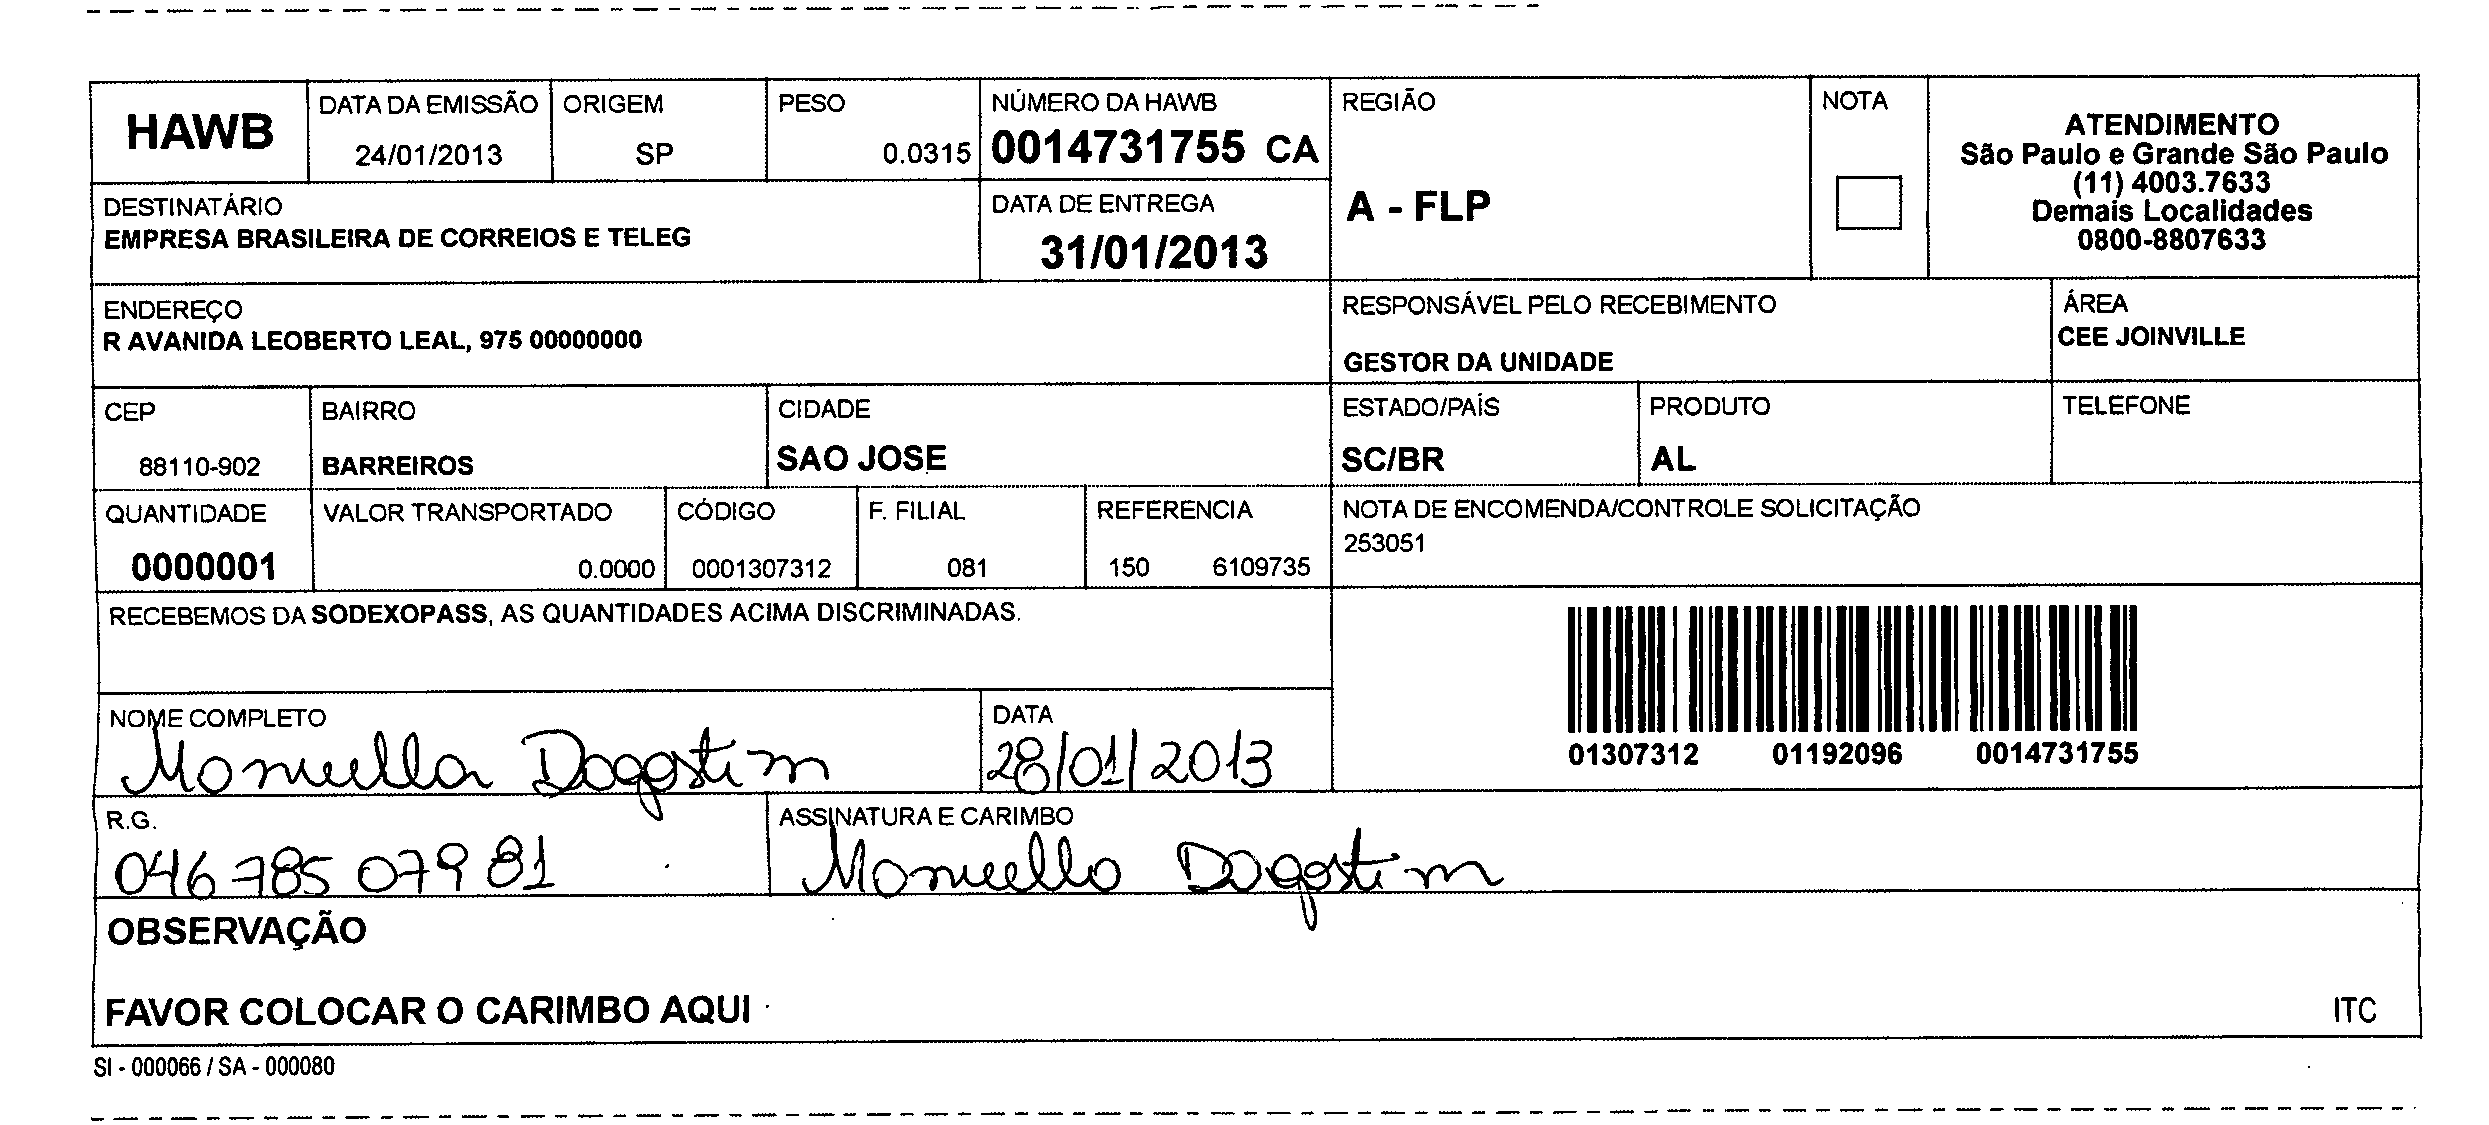 HAWB
DATA DA EMISSÃO
24/01/2013
ORIGEM
SP
PESO
0.0315
NÚMERO DA HAWB
0014731755 CA
REGIÃO
A - FLP
NOTA
ATENDIMENTO
São Paulo e Grande São Paulo
(11) 4003.7633
Demais Localidades
0800-8807633
DESTINATÁRIO
EMPRESA BRASILEIRA DE CORREIOS E TELEG
DATA DE ENTREGA
31/01/2013
ENDEREÇO
R AVANIDA LEOBERTO LEAL, 975 00000000
RESPONSÁVEL PELO RECEBIMENTO
GESTOR DA UNIDADE
ÁREA
CEE JOINVILLE
CEP
88110-902
BAIRRO
BARREIROS
CIDADE
SAO JOSE
ESTADO/PAÍS
SC/BR
PRODUTO
AL
TELEFONE
QUANTIDADE
0000001
VALOR TRANSPORTADO
0.0000
CÓDIGO
0001307312
F. FILIAL
081
REFERENCIA
150 6109735
NOTA DE ENCOMENDA/CONTROLE SOLICITAÇÃO
253051
RECEBEMOS DA SODEXOPASS, AS QUANTIDADES ACIMA DISCRIMINADAS.
01307312 01192096 0014731755
NOME COMPLETO
Manuella Dagostim
DATA
28/01/2013
R.G.
046 785 079 81
ASSINATURA E CARIMBO
Manuella Dagostim
OBSERVAÇÃO
FAVOR COLOCAR O CARIMBO AQUI
ITC
SI - 000066 / SA - 000080